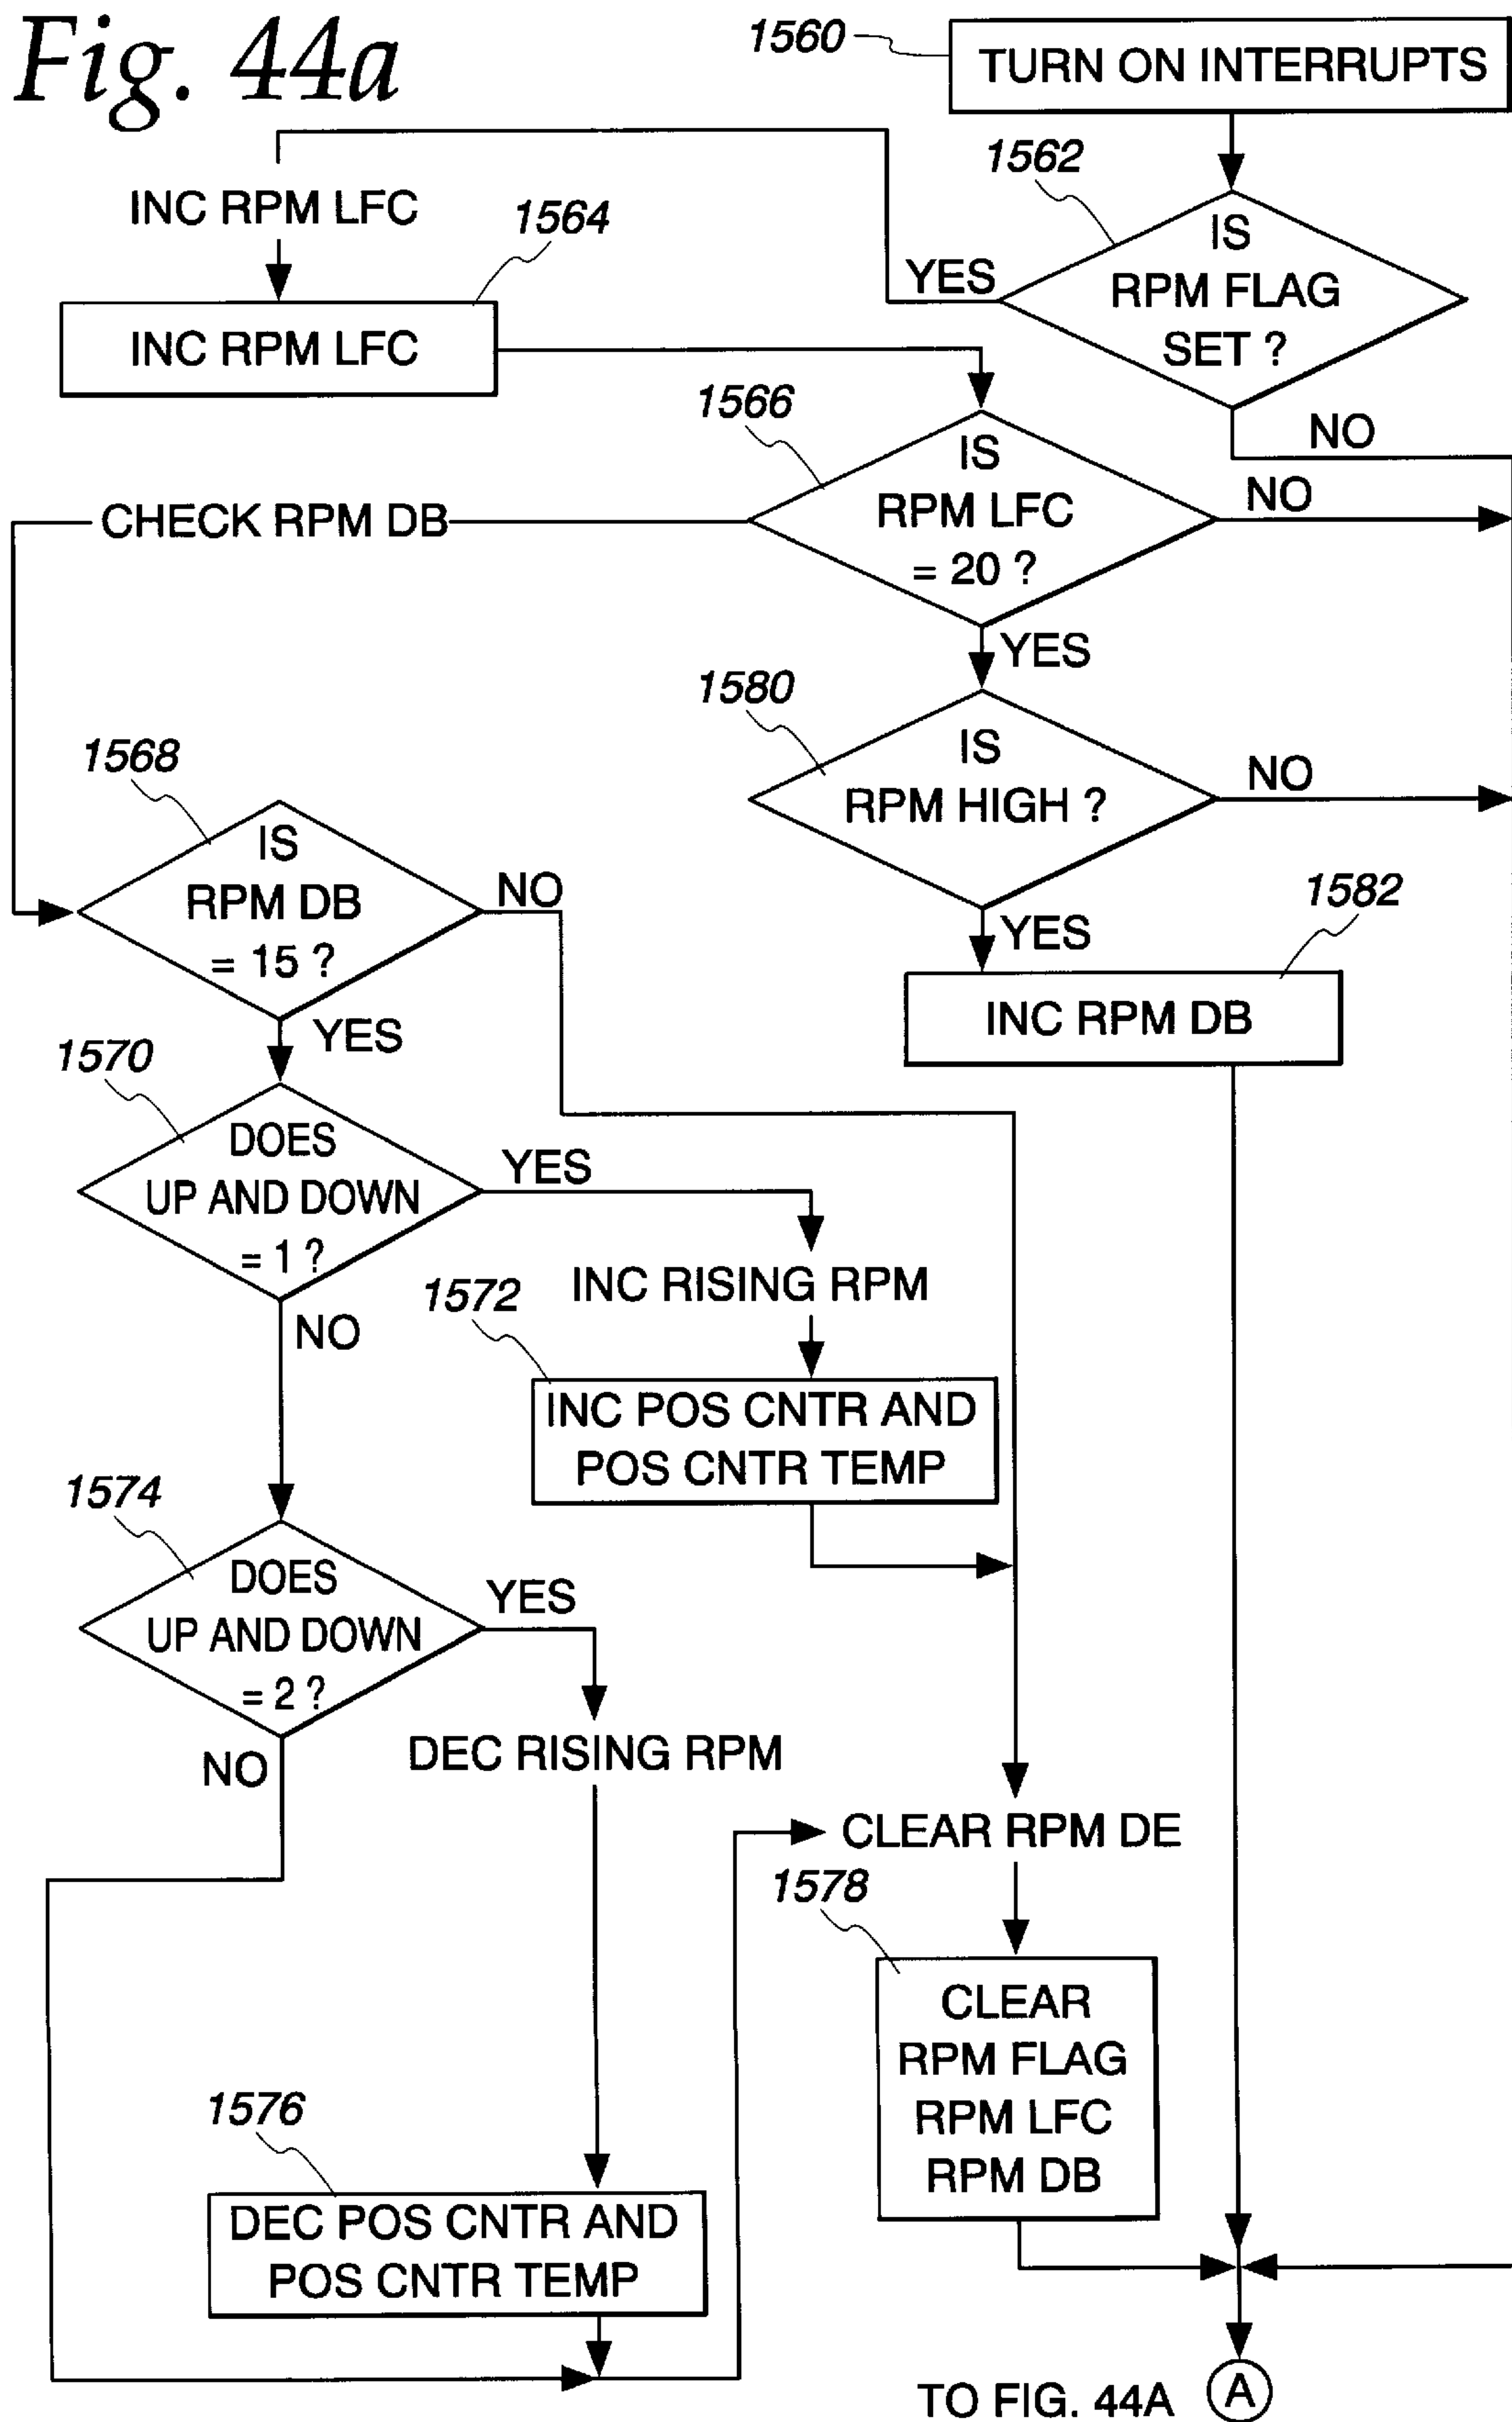 Fig. 44a
1560
TURN ON INTERRUPTS
1562
IS
RPM FLAG
SET ?
YES
NO
INC RPM LFC
1564
INC RPM LFC
1566
IS
RPM LFC
= 20 ?
NO
CHECK RPM DB
YES
1580
IS
RPM HIGH ?
NO
YES
1582
INC RPM DB
1568
IS
RPM DB
= 15 ?
NO
YES
1570
DOES
UP AND DOWN
= 1 ?
YES
NO
INC RISING RPM
1572
INC POS CNTR AND
POS CNTR TEMP
1574
DOES
UP AND DOWN
= 2 ?
YES
NO
DEC RISING RPM
CLEAR RPM DE
1578
CLEAR
RPM FLAG
RPM LFC
RPM DB
1576
DEC POS CNTR AND
POS CNTR TEMP
TO FIG. 44A
A